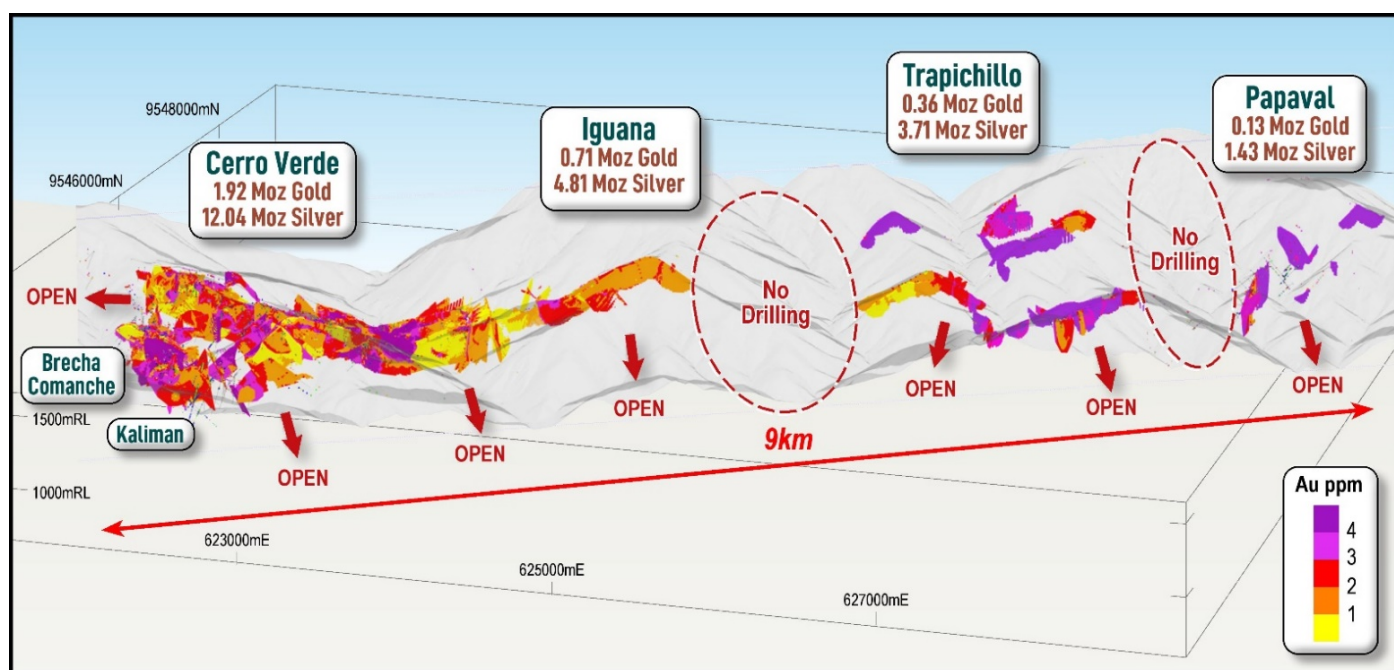 9548000mN
9546000mN
Cerro Verde
1.92 Moz Gold
12.04 Moz Silver
Iguana
0.71 Moz Gold
4.81 Moz Silver
Trapichillo
0.36 Moz Gold
3.71 Moz Silver
Papaval
0.13 Moz Gold
1.43 Moz Silver
No
Drilling
No
Drilling
OPEN
Brecha
Comanche
1500mRL
Kaliman
1000mRL
OPEN
OPEN
OPEN
OPEN
OPEN
OPEN
9km
623000mE
625000mE
627000mE
Au ppm
4
3
2
1